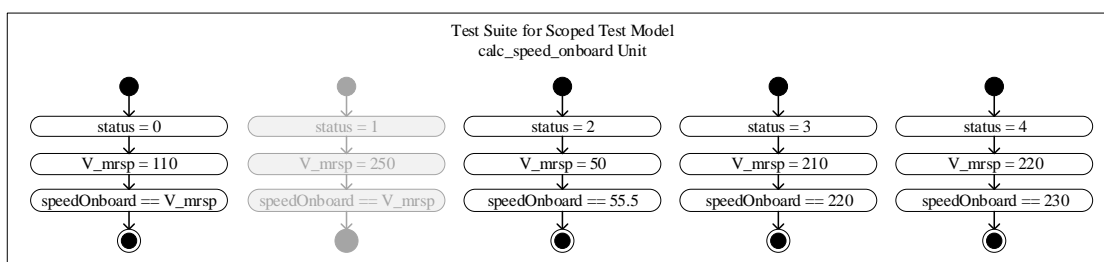 Test Suite for Scoped Test Model
calc_speed_onboard Unit
status = 0
V_mrsp = 110
speedOnboard == V_mrsp
status = 1
V_mrsp = 250
speedOnboard == V_mrsp
status = 2
V_mrsp = 50
speedOnboard == 55.5
status = 3
V_mrsp = 210
speedOnboard == 220
status = 4
V_mrsp = 220
speedOnboard == 230